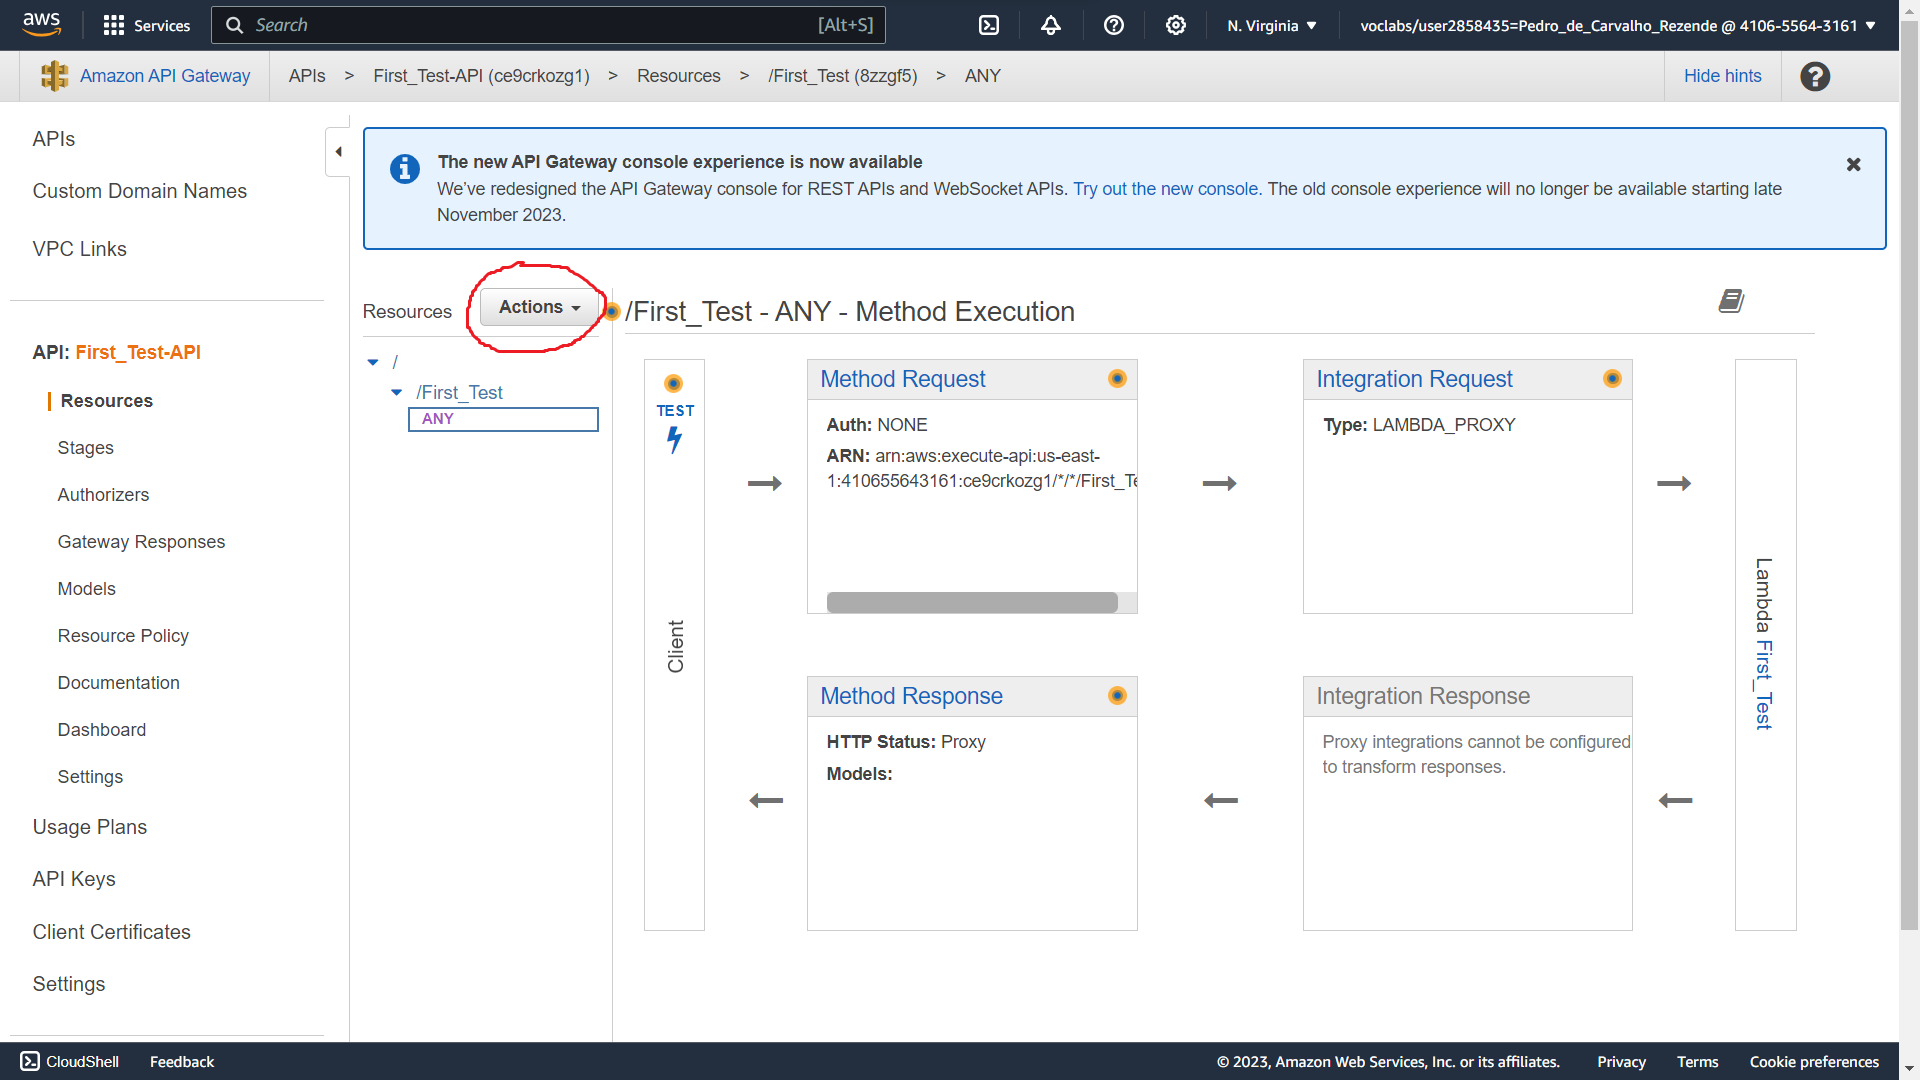 aws
Services
Search
[Alt+S]
N. Virginia
voclabs/user2858435=Pedro_de_Carvalho_Rezende @ 4106-5564-3161
Amazon API Gateway
APIs > First_Test-API (ce9crkozg1) > Resources > /First_Test (8zzgf5) > ANY
Hide hints
APIs
Custom Domain Names
VPC Links
API: First_Test-API
Resources
Stages
Authorizers
Gateway Responses
Models
Resource Policy
Documentation
Dashboard
Settings
Usage Plans
API Keys
Client Certificates
Settings
The new API Gateway console experience is now available
We've redesigned the API Gateway console for REST APIs and WebSocket APIs. Try out the new console. The old console experience will no longer be available starting late
November 2023.
Resources
Actions
/
/First_Test
ANY
/First_Test - ANY - Method Execution
TEST
Client
Method Request
Auth: NONE
ARN: arn:aws:execute-api:us-east-
1:410655643161:ce9crkozg1/*/*/First_Te
Integration Request
Type: LAMBDA_PROXY
Lambda First_Test
Method Response
HTTP Status: Proxy
Models:
Integration Response
Proxy integrations cannot be configured
to transform responses.
CloudShell
Feedback
© 2023, Amazon Web Services, Inc. or its affiliates.
Privacy
Terms
Cookie preferences